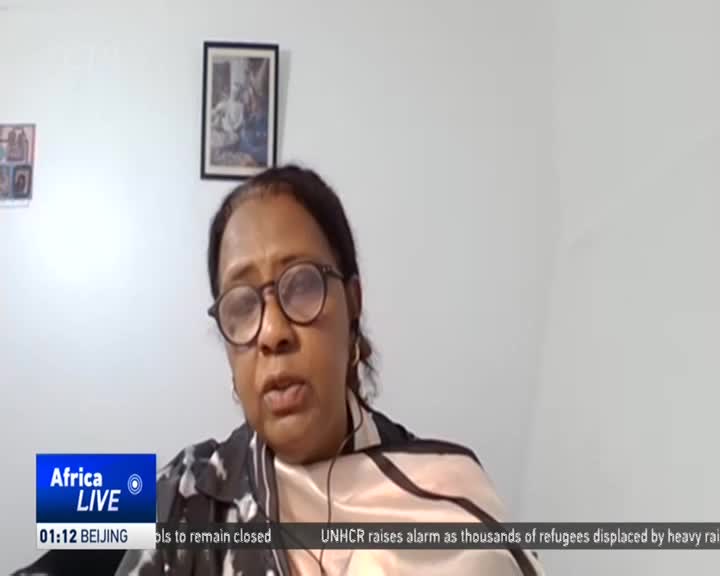 Africa
LIVE
01:12 BEIJING
ols to remain closed UNHCR raises alarm as thousands of refugees displaced by heavy rai